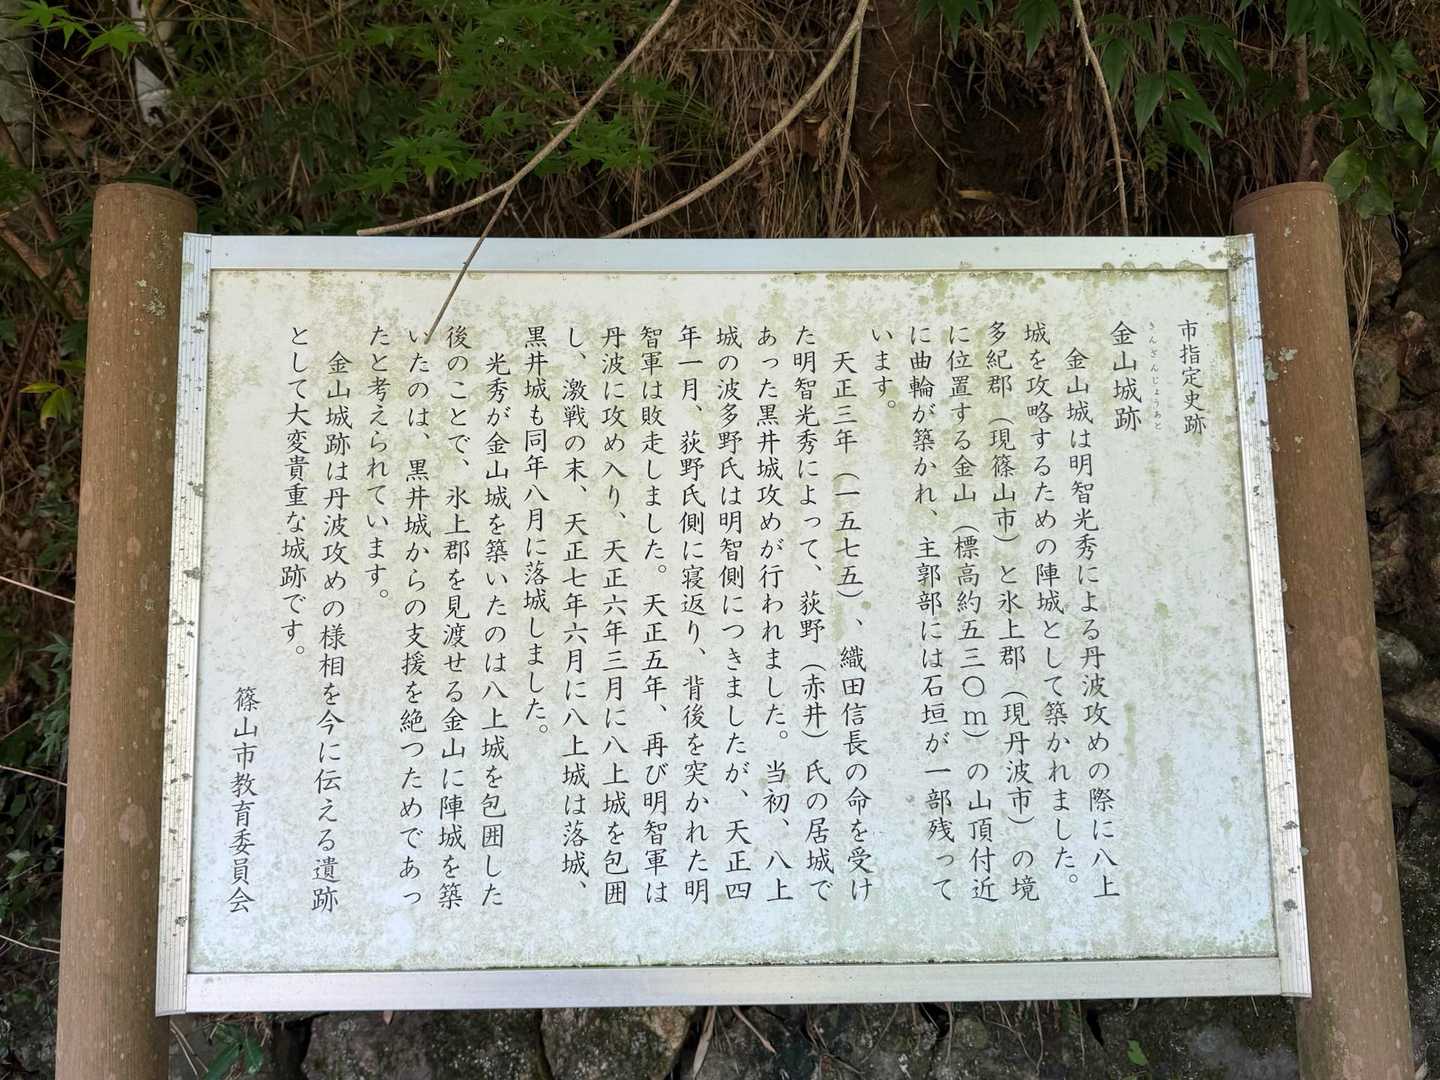 市指定史跡
きんざんじょうあと
金山城跡
金山城は明智光秀による丹波攻めの際に八上
城を攻略するための陣城として築かれました。
多紀郡（現篠山市）と氷上郡（現丹波市）の境
に位置する金山（標高約五三〇ｍ）の山頂付近
に曲輪が築かれ、主郭部には石垣が一部残って
います。
天正三年（一五七五）、織田信長の命を受け
た明智光秀によって、荻野（赤井）氏の居城で
あった黒井城攻めが行われました。当初、八上
城の波多野氏は明智側につきましたが、天正四
年一月、荻野氏側に寝返り、背後を突かれた明
智軍は敗走しました。天正五年、再び明智軍は
丹波に攻め入り、天正六年三月に八上城を包囲
し、激戦の末、天正七年六月に八上城は落城、
黒井城も同年八月に落城しました。
光秀が金山城を築いたのは八上城を包囲した
後のことで、氷上郡を見渡せる金山に陣城を築
いたのは、黒井城からの支援を絶つためであっ
たと考えられています。
金山城跡は丹波攻めの様相を今に伝える遺跡
として大変貴重な城跡です。
篠山市教育委員会